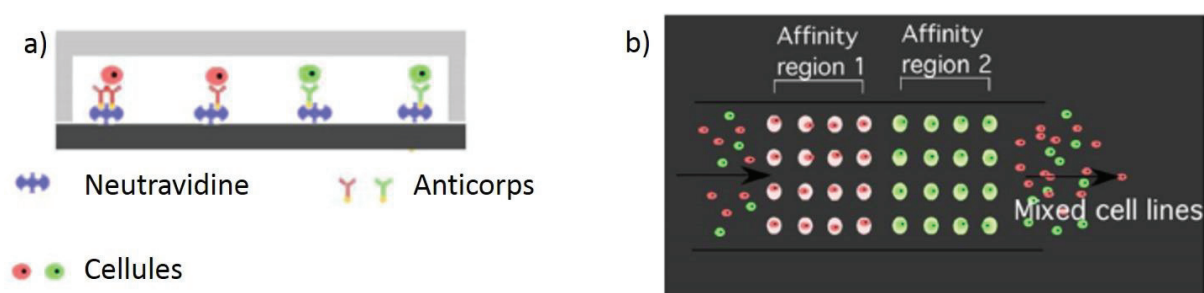 a)
Neutravidine
Anticorps
Cellules
b)
Affinity
region 1
Affinity
region 2
Mixed cell lines